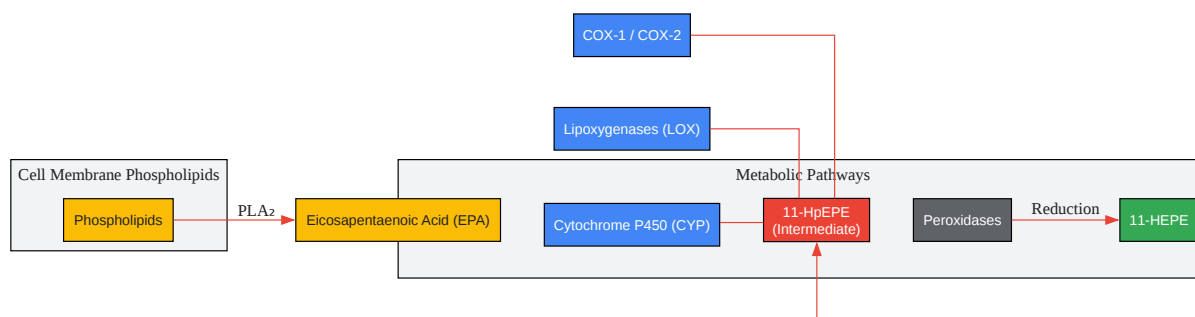 COX-1 / COX-2
Lipoxygenases (LOX)
Cell Membrane Phospholipids
Metabolic Pathways
Phospholipids
PLA₂
Eicosapentaenoic Acid (EPA)
Cytochrome P450 (CYP)
11-HpEPE
(Intermediate)
Peroxidases
Reduction
11-HEPE